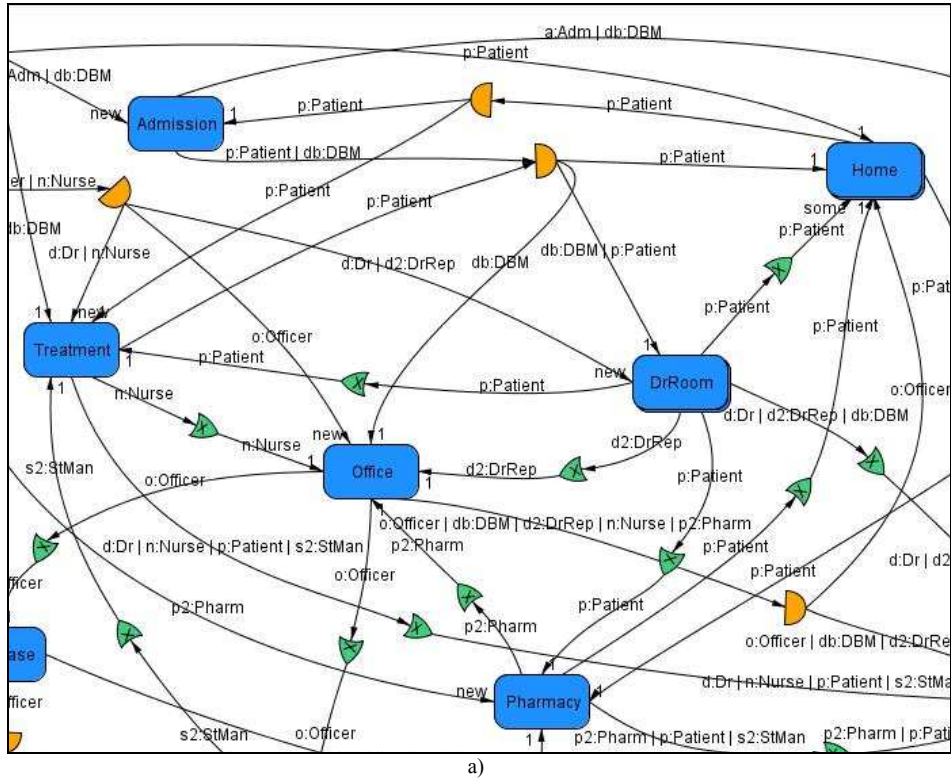 a:Adm | db:DBM
p:Patient
Adm | db:DBM
p:Patient
p:Patient
new
Admission
1
1
p:Patient | db:DBM
p:Patient
1
Home
er | n:Nurse
p:Patient
p:Patient
some
1
db:DBM
p:Patient
d:Dr | n:Nurse
db:DBM
db:DBM | p:Patient
d:Dr | d2:DrRep
p:Pat
1
new
o:Officer
p:Patient
1
Treatment
1
p:Patient
new
DrRoom
p:Patient
1
n:Nurse
o:Officer
d:Dr | d2:DrRep | db:DBM
new
1
n:Nurse
1
d2:DrRep
s2:StMan
Office
d2:DrRep
1
p:Patient
o:Officer
1
o:Officer | db:DBM | d2:DrRep | n:Nurse | p2:Pharm
d:Dr | n:Nurse | p:Patient | s2:StMan
p2:Pharm
p:Patient
d:Dr | d2
o:Officer
p:Patient
fficer
p:Patient
p2:Pharm
p2:Pharm
o:Officer | db:DBM | d2:DrRe
ase
1
d:Dr | n:Nurse | p:Patient | s2:StMa
new
1
Pharmacy
fficer
s2:StMan
o:Officer
1
p2:Pharm | p:Patient | s2:StMan
p2:Pharm | p:Pati
a)